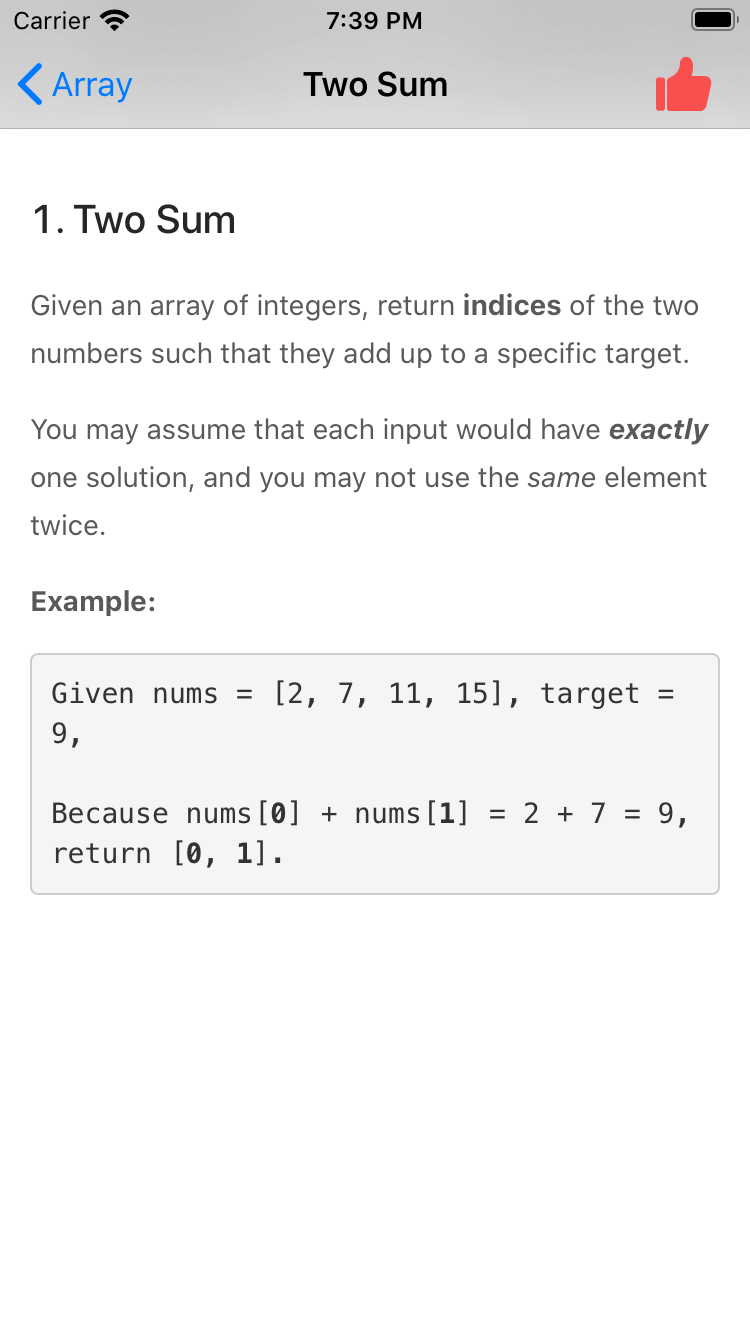 Carrier 7:39 PM
Array Two Sum
1. Two Sum
Given an array of integers, return indices of the two
numbers such that they add up to a specific target.
You may assume that each input would have exactly
one solution, and you may not use the same element
twice.
Example:
Given nums = [2, 7, 11, 15], target =
9,
Because nums[0] + nums[1] = 2 + 7 = 9,
return [0, 1].